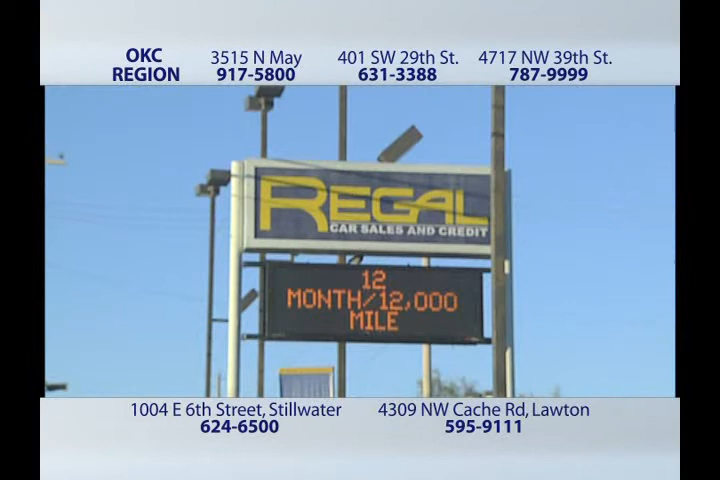 OKC REGION
3515 N May
917-5800
401 SW 29th St.
631-3388
4717 NW 39th St.
787-9999
REGAL
CAR SALES AND CREDIT
12
MONTH/12,000
MILE
1004 E 6th Street, Stillwater
624-6500
4309 NW Cache Rd, Lawton
595-9111